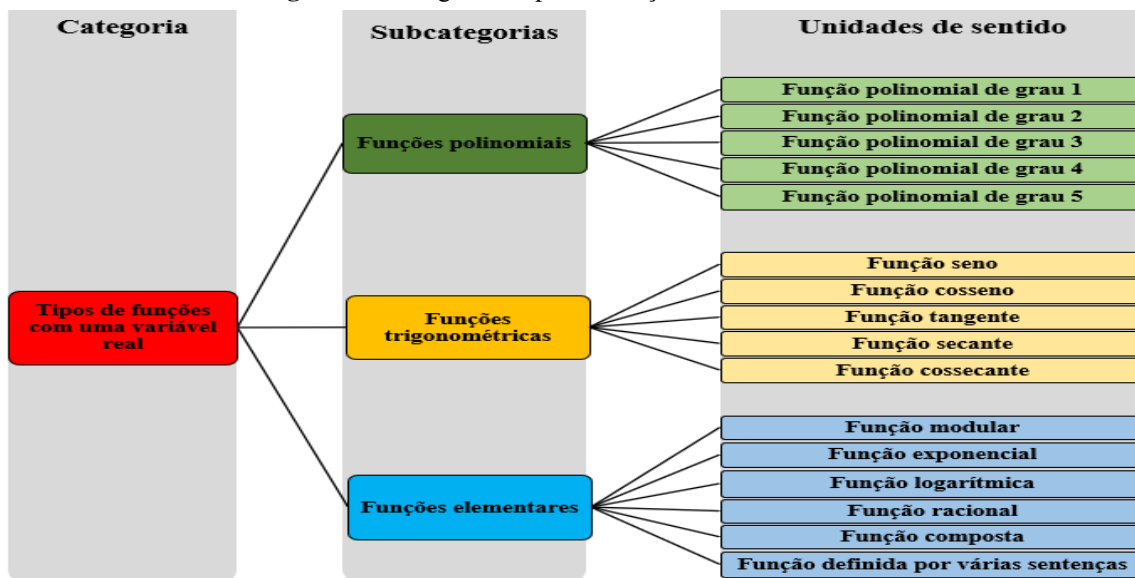 Categoria
Subcategorias
Unidades de sentido
Tipos de funções
com uma variável
real
Funções polinomiais
Função polinomial de grau 1
Função polinomial de grau 2
Função polinomial de grau 3
Função polinomial de grau 4
Função polinomial de grau 5
Funções
trigonométricas
Função seno
Função cosseno
Função tangente
Função secante
Função cossecante
Funções elementares
Função modular
Função exponencial
Função logarítmica
Função racional
Função composta
Função definida por várias sentenças